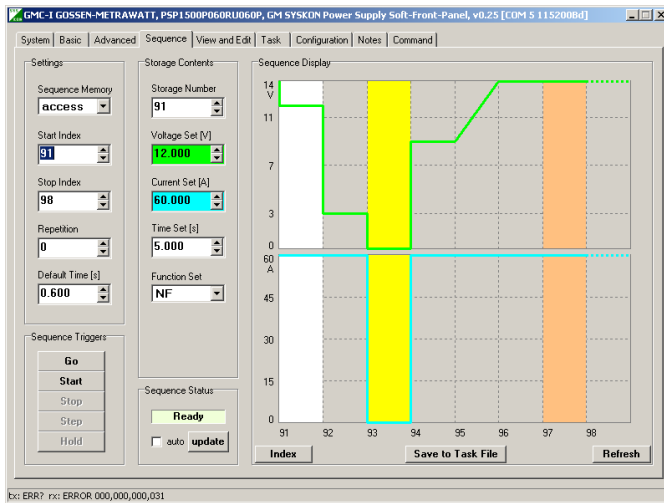 GMC-I GOSSEN-METRAWATT, PSP1500P060RU060P, GM SYSKON Power Supply Soft-Front-Panel, v0.25 [COM 5 115200Bd]
System Basic Advanced Sequence View and Edit Task Configuration Notes Command
Settings
Sequence Memory
access
Start Index
91
Stop Index
98
Repetition
0
Default Time [s]
0.600
Sequence Triggers
Go
Start
Stop
Step
Hold
Storage Contents
Storage Number
91
Voltage Set [V]
12.000
Current Set [A]
60.000
Time Set [s]
5.000
Function Set
NF
Sequence Status
Ready
auto update
Sequence Display
14
V
11
7
3
0
60
A
45
30
15
0
91 92 93 94 95 96 97 98
Index Save to Task File Refresh
tx: ERR? rx: ERROR 000,000,000,031